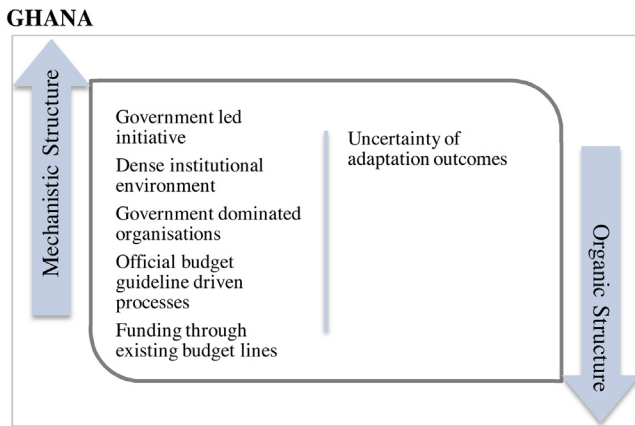 GHANA
Mechanistic Structure
Government led
initiative
Dense institutional
environment
Government dominated
organisations
Official budget
guideline driven
processes
Funding through
existing budget lines
Uncertainty of
adaptation outcomes
Organic Structure